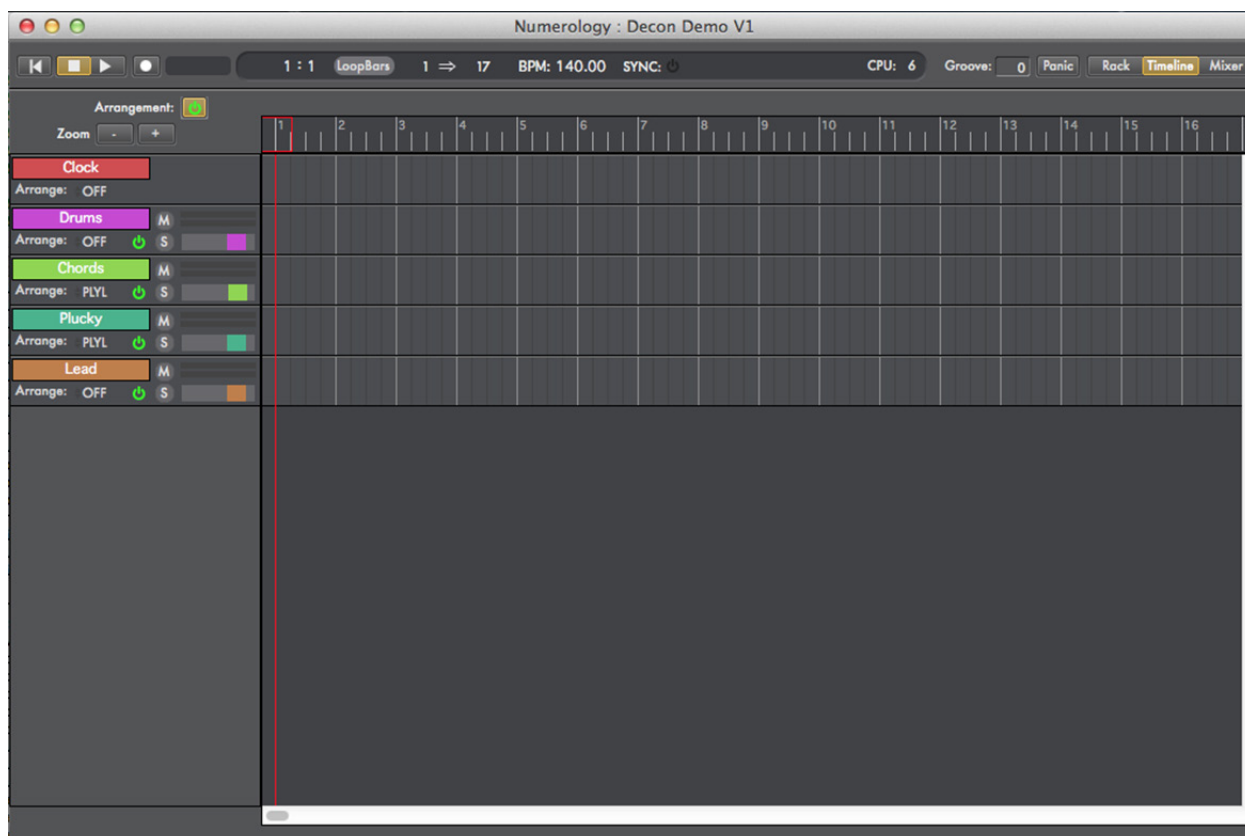 Numerology : Decon Demo V1
1 : 1 LoopBars 1 ⇒ 17 BPM: 140.00 SYNC: CPU: 6 Groove: 0 Panic Rack Timeline Mixer
Arrangement:
Zoom - +
1 2 3 4 5 6 7 8 9 10 11 12 13 14 15 16
Clock
Arrange: OFF
Drums M
Arrange: OFF S
Chords M
Arrange: PLYL S
Plucky M
Arrange: PLYL S
Lead M
Arrange: OFF S